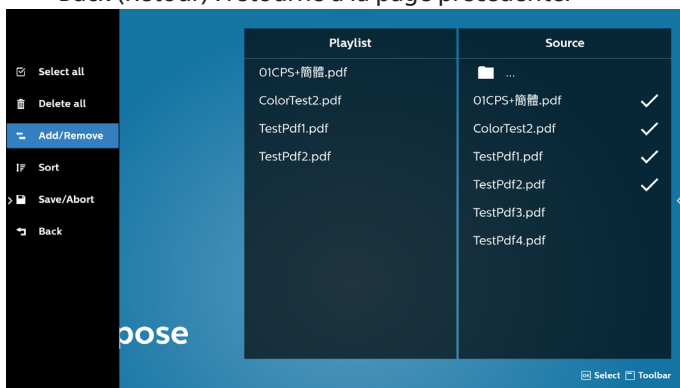 Back (Retour) : retourne à la page précédente.
Select all
Delete all
Add/Remove
Sort
Save/Abort
Back
Playlist
01CPS+簡體.pdf
ColorTest2.pdf
TestPdf1.pdf
TestPdf2.pdf
Source
...
01CPS+簡體.pdf
ColorTest2.pdf
TestPdf1.pdf
TestPdf2.pdf
TestPdf3.pdf
TestPdf4.pdf
pose
OK Select Toolbar